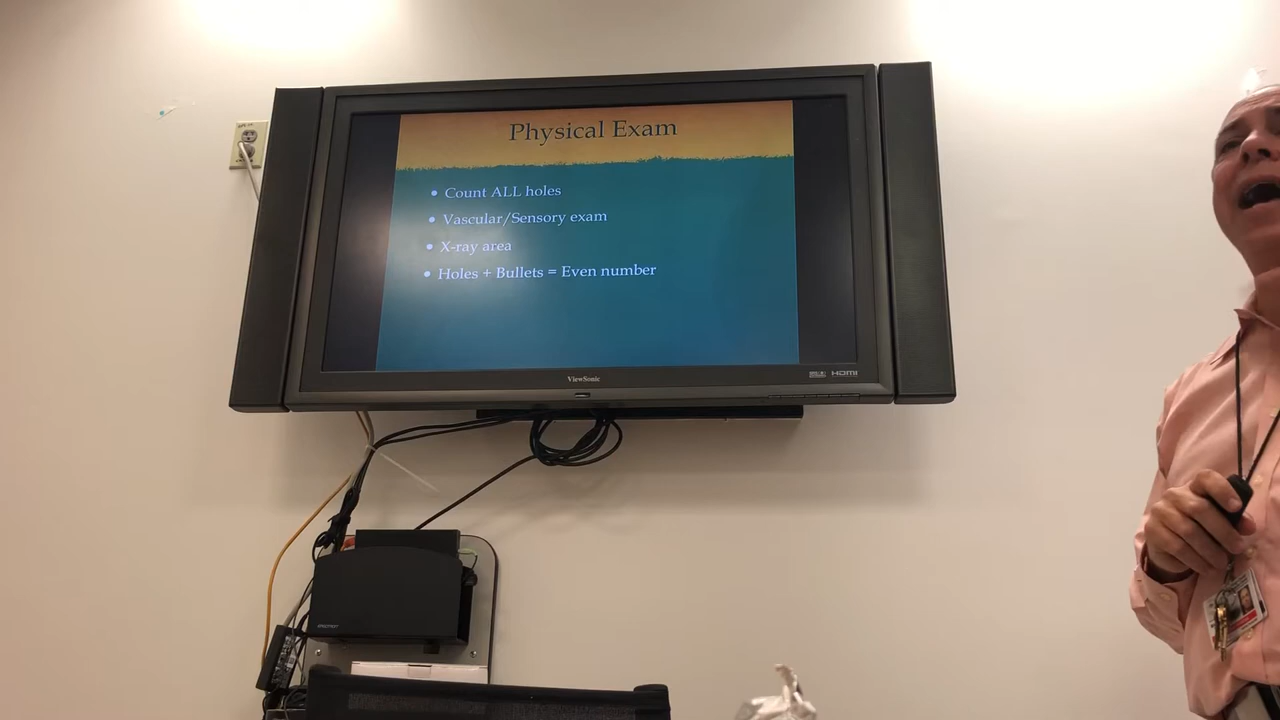 Physical Exam
• Count ALL holes
• Vascular/Sensory exam
• X-ray area
• Holes + Bullets = Even number
ViewSonic
HDMI